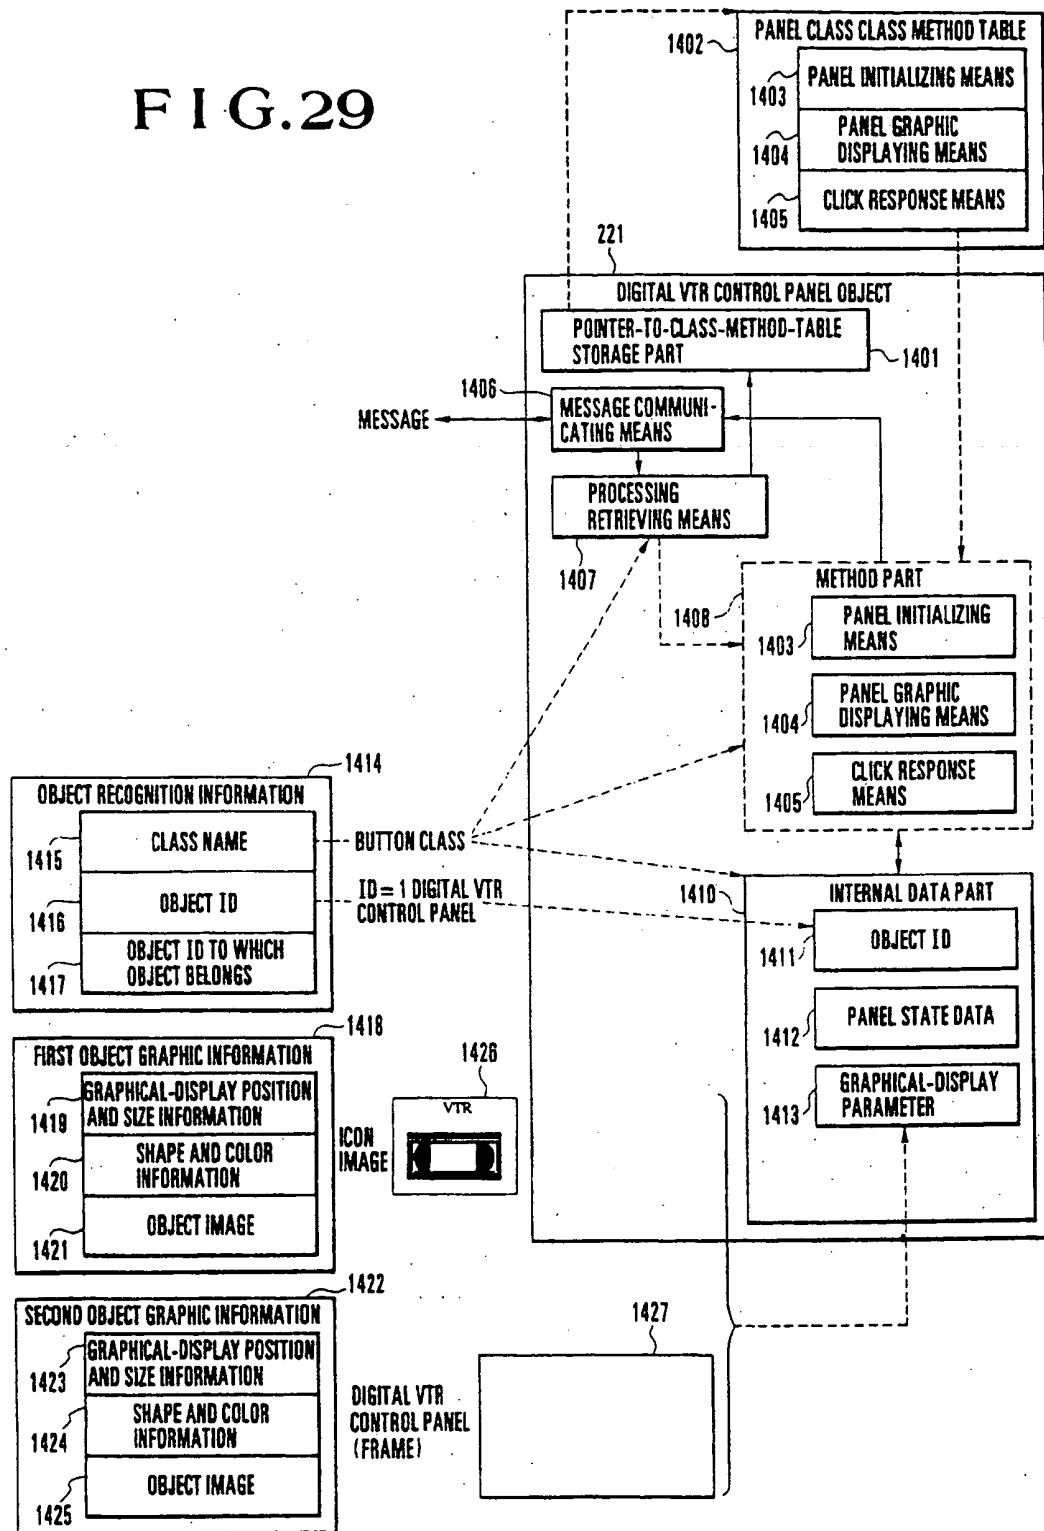 FIG.29
1402
PANEL CLASS CLASS METHOD TABLE
1403
PANEL INITIALIZING MEANS
1404
PANEL GRAPHIC
DISPLAYING MEANS
1405
CLICK RESPONSE MEANS
221
DIGITAL VTR CONTROL PANEL OBJECT
POINTER-TO-CLASS-METHOD-TABLE
STORAGE PART
1401
1406
MESSAGE
MESSAGE COMMUNI-
CATING MEANS
PROCESSING
RETRIEVING MEANS
1407
METHOD PART
1408
PANEL INITIALIZING
MEANS
1403
PANEL GRAPHIC
DISPLAYING MEANS
1404
CLICK RESPONSE
MEANS
1405
1414
OBJECT RECOGNITION INFORMATION
1415
CLASS NAME
BUTTON CLASS
1416
OBJECT ID
ID=1 DIGITAL VTR
CONTROL PANEL
1417
OBJECT ID TO WHICH
OBJECT BELONGS
1410
INTERNAL DATA PART
1411
OBJECT ID
1412
PANEL STATE DATA
1413
GRAPHICAL-DISPLAY
PARAMETER
1418
FIRST OBJECT GRAPHIC INFORMATION
1419
GRAPHICAL-DISPLAY POSITION
AND SIZE INFORMATION
1420
SHAPE AND COLOR
INFORMATION
1421
OBJECT IMAGE
ICON
IMAGE
1426
VTR
1422
SECOND OBJECT GRAPHIC INFORMATION
1423
GRAPHICAL-DISPLAY POSITION
AND SIZE INFORMATION
1424
SHAPE AND COLOR
INFORMATION
1425
OBJECT IMAGE
DIGITAL VTR
CONTROL PANEL
(FRAME)
1427